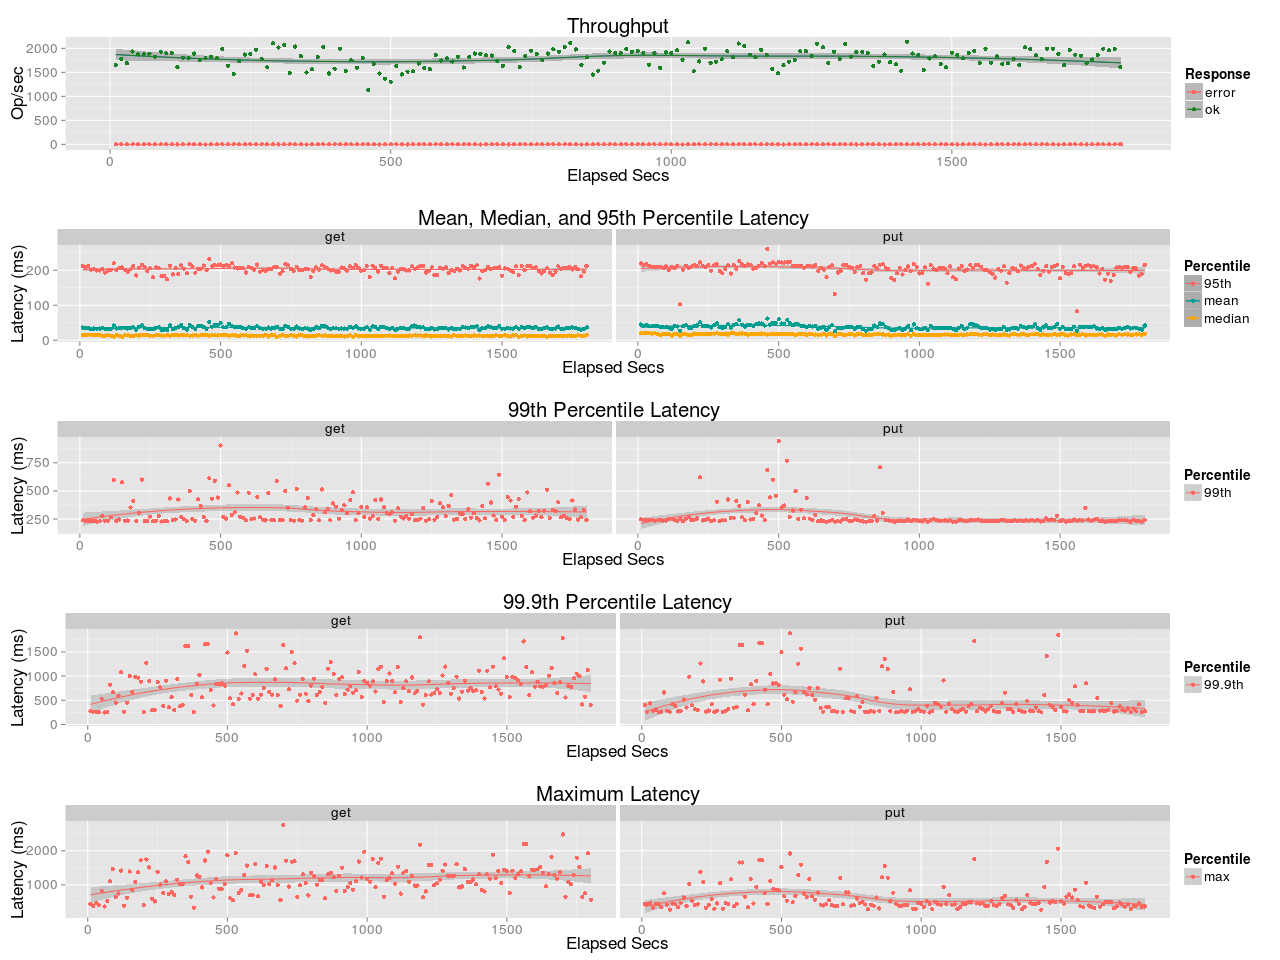 Throughput
Op/sec
2000
1500
1000
500
0
0 500 1000 1500
Elapsed Secs
Response
error
ok
Mean, Median, and 95th Percentile Latency
get put
Latency (ms)
200
100
0
0 500 1000 1500 0 500 1000 1500
Elapsed Secs
Percentile
95th
mean
median
99th Percentile Latency
get put
Latency (ms)
750
500
250
0 500 1000 1500 0 500 1000 1500
Elapsed Secs
Percentile
99th
99.9th Percentile Latency
get put
Latency (ms)
1500
1000
500
0
0 500 1000 1500 0 500 1000 1500
Elapsed Secs
Percentile
99.9th
Maximum Latency
get put
Latency (ms)
2000
1000
0 500 1000 1500 0 500 1000 1500
Elapsed Secs
Percentile
max